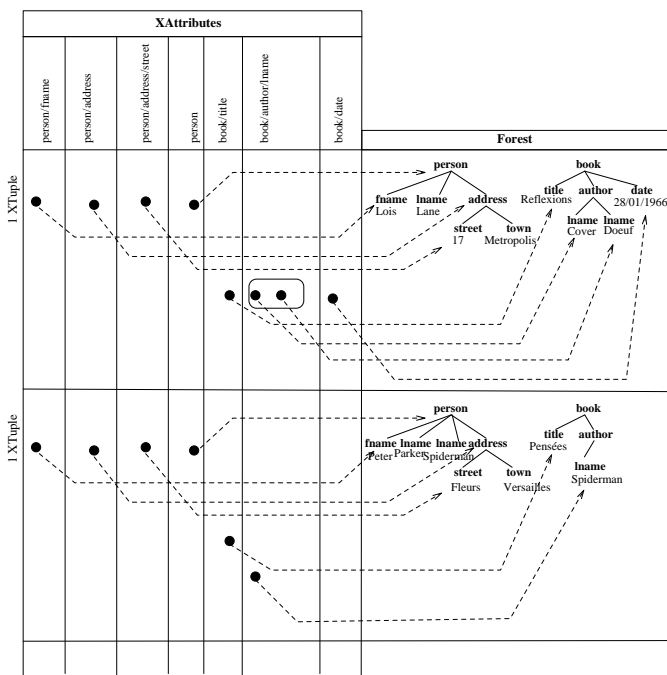 XAttributes
person/fname
person/address
person/address/street
person
book/title
book/author/lname
book/date
Forest
1 XTuple
person
book
fname lname address
title author date
Lois Lane
Reflexions
28/01/1966
street town
lname lname
17 Metropolis
Cover Doeuf
1 XTuple
person
book
fname lname lname address
title author
Peter Parker Spiderman
Pensées
street town
lname
Fleurs Versailles
Spiderman